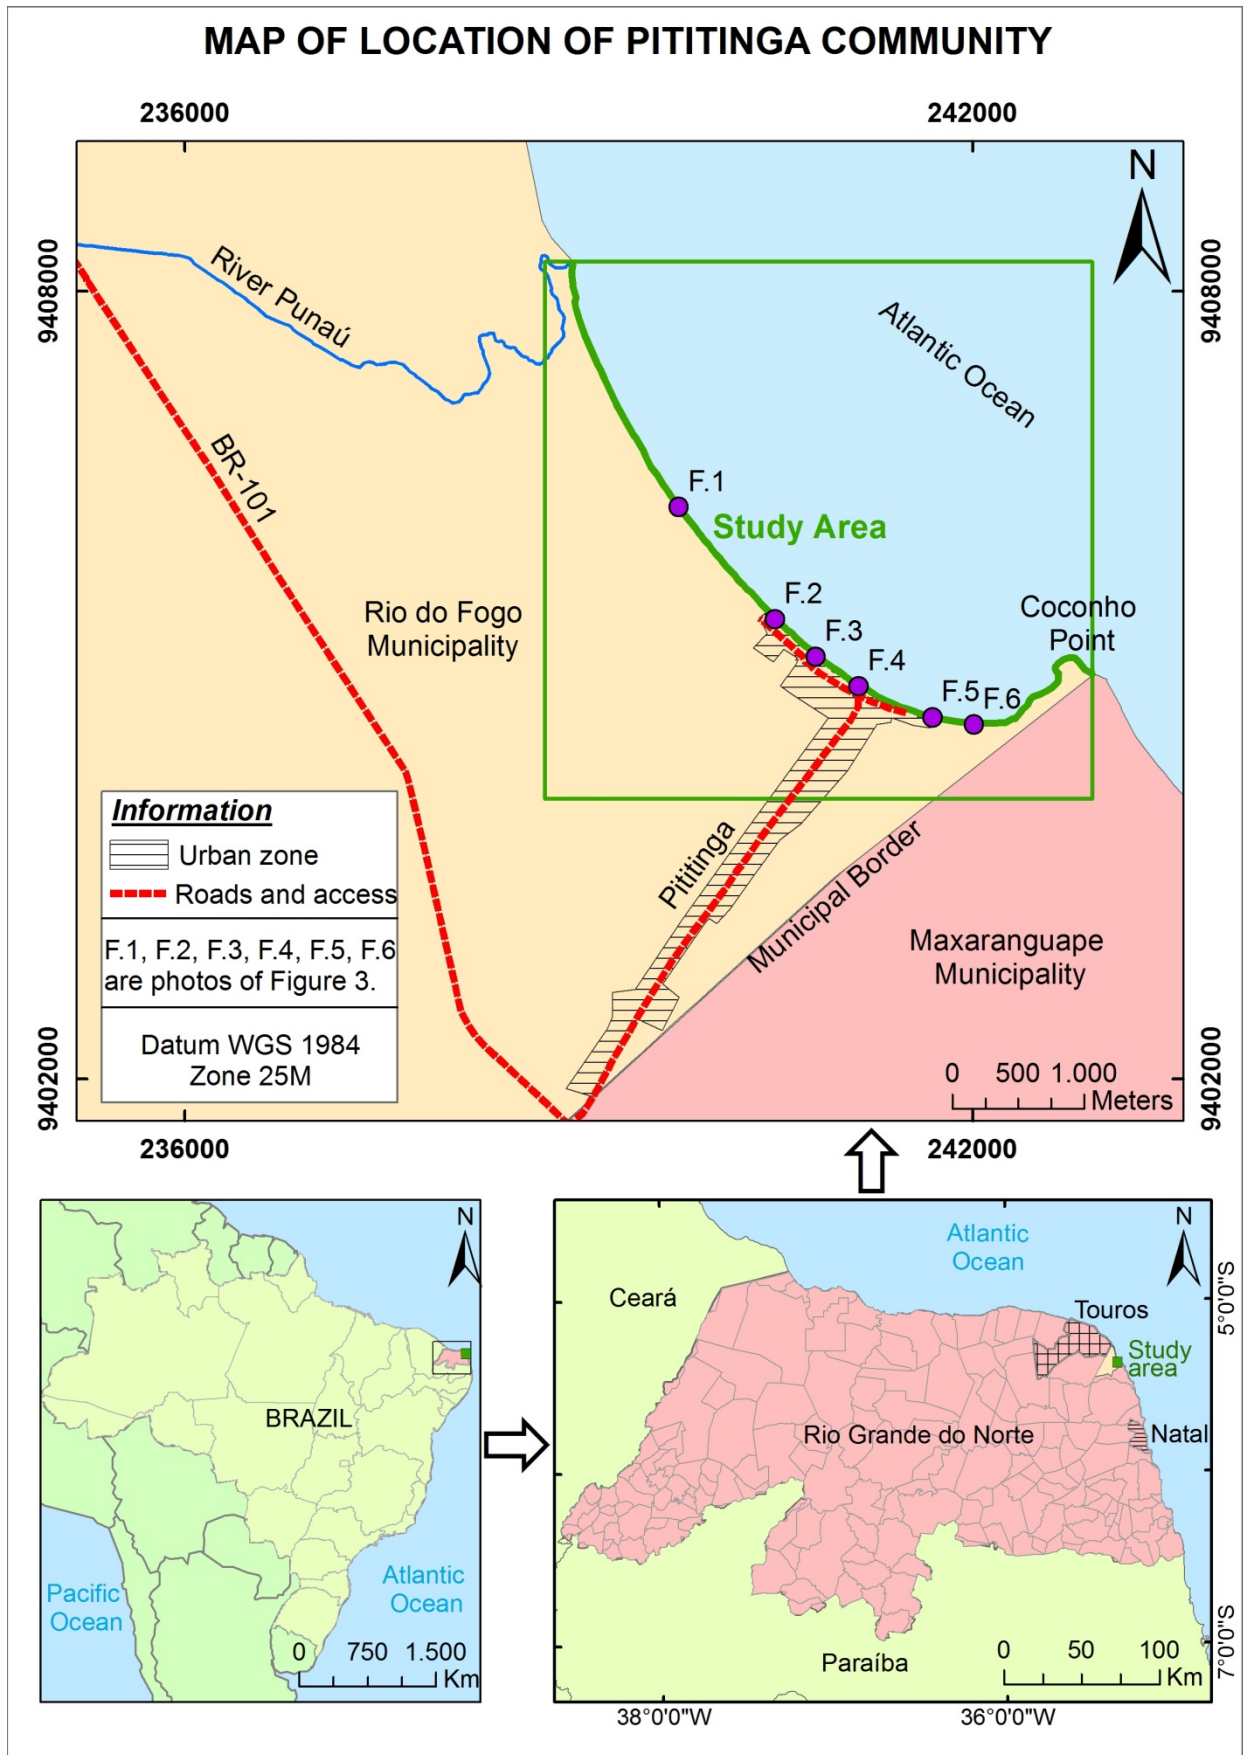 MAP OF LOCATION OF PITITINGA COMMUNITY
236000
242000
N
9408000
9408000
River Punaú
Atlantic Ocean
BR-101
F.1
Study Area
F.2
Rio do Fogo
Municipality
Coconho
Point
F.3
F.4
F.5
F.6
Information
Urban zone
Roads and access
F.1, F.2, F.3, F.4, F.5, F.6
are photos of Figure 3.
Datum WGS 1984
Zone 25M
Pititinga
Municipal Border
Maxaranguape
Municipality
9402000
9402000
0 500 1.000
Meters
236000
242000
N
BRAZIL
Pacific
Ocean
Atlantic
Ocean
0 750 1.500
Km
N
Atlantic
Ocean
Ceará
Touros
Study
area
Rio Grande do Norte
Natal
Paraíba
0 50 100
Km
5°0'0"S
7°0'0"S
38°0'0"W
36°0'0"W